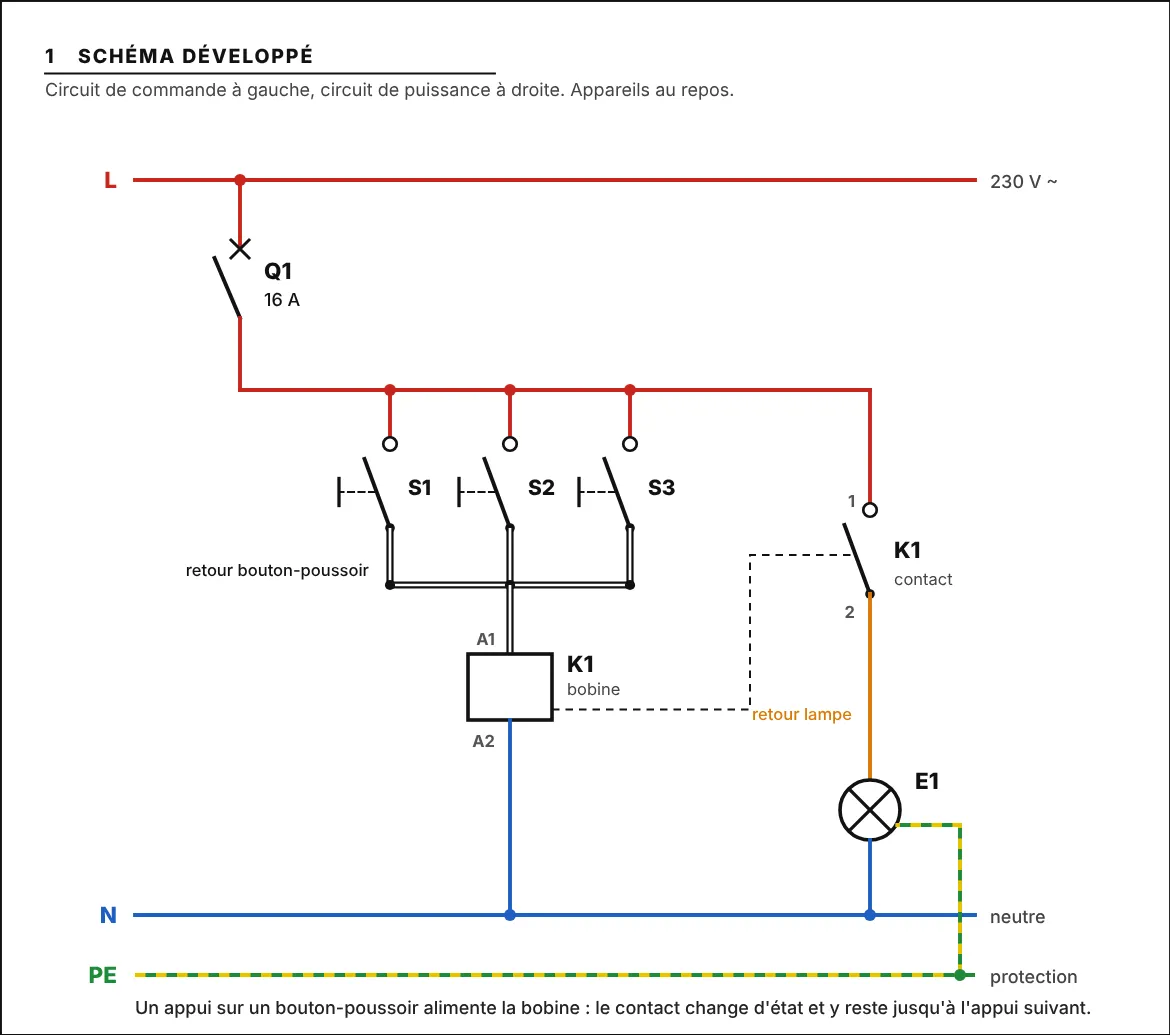 1 SCHÉMA DÉVELOPPÉ
Circuit de commande à gauche, circuit de puissance à droite. Appareils au repos.
L
230 V ~
Q1
16 A
S1
S2
S3
1
K1
contact
retour bouton-poussoir
2
A1
K1
bobine
retour lampe
A2
E1
N
neutre
PE
protection
Un appui sur un bouton-poussoir alimente la bobine : le contact change d'état et y reste jusqu'à l'appui suivant.